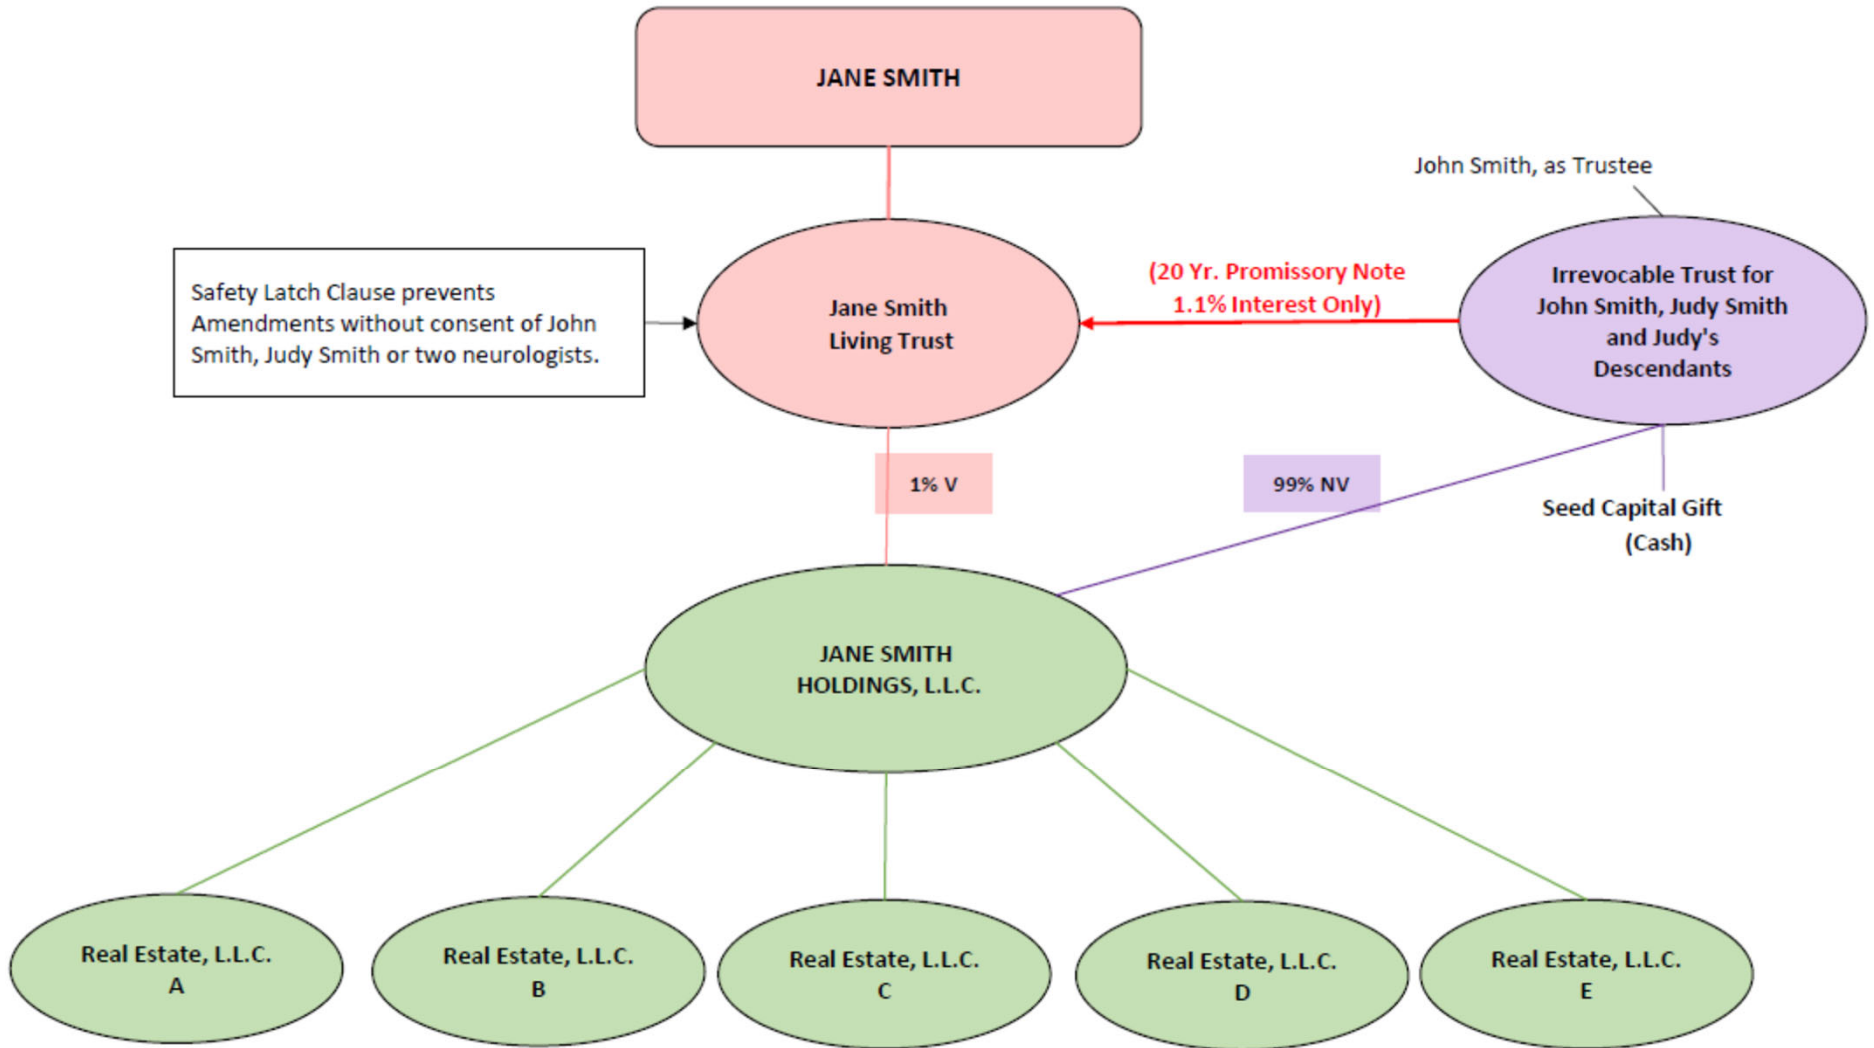 JANE SMITH
John Smith, as Trustee
Safety Latch Clause prevents
Amendments without consent of John
Smith, Judy Smith or two neurologists.
Jane Smith
Living Trust
(20 Yr. Promissory Note
1.1% Interest Only)
Irrevocable Trust for
John Smith, Judy Smith
and Judy's
Descendants
1% V
99% NV
Seed Capital Gift
(Cash)
JANE SMITH
HOLDINGS, L.L.C.
Real Estate, L.L.C.
A
Real Estate, L.L.C.
B
Real Estate, L.L.C.
C
Real Estate, L.L.C.
D
Real Estate, L.L.C.
E